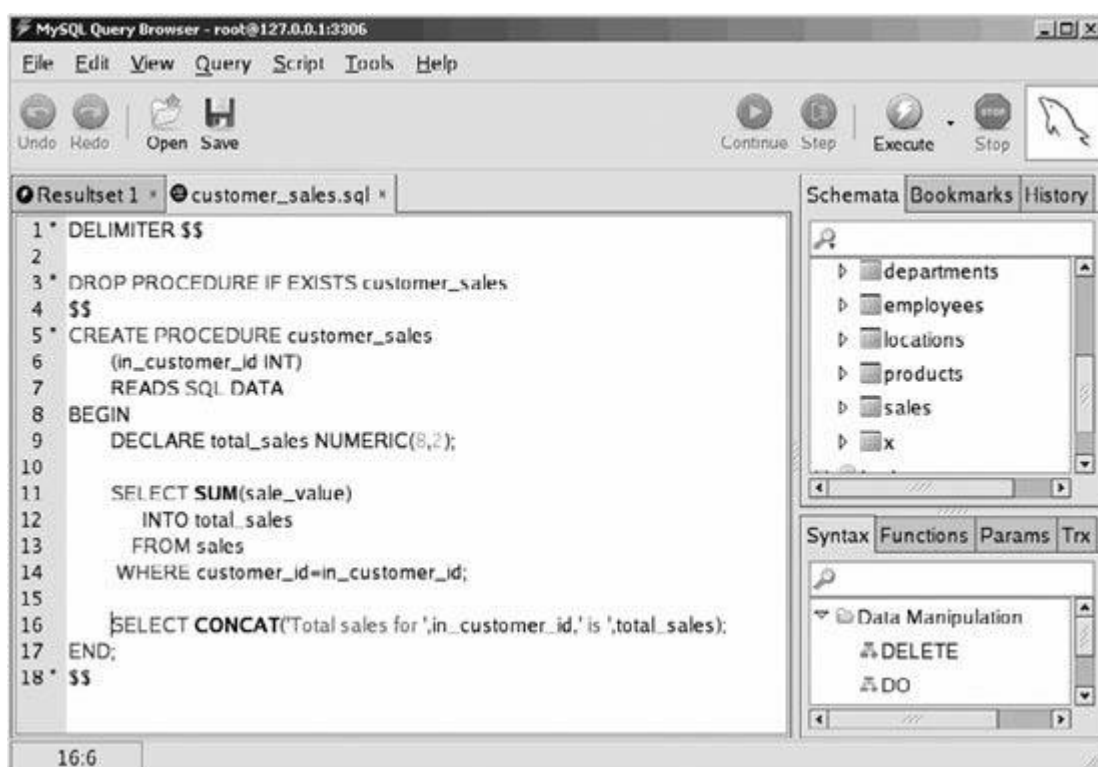 MySQL Query Browser - root@127.0.0.1:3306
File Edit View Query Script Tools Help
Undo Redo Open Save Continue Step Execute Stop
Resultset 1 customer_sales.sql
Schemata Bookmarks History
1 * DELIMITER $$
2
3 * DROP PROCEDURE IF EXISTS customer_sales
4 $$
5 * CREATE PROCEDURE customer_sales
6 (in_customer_id INT)
7 READS SQL DATA
8 BEGIN
9 DECLARE total_sales NUMERIC(8,2);
10
11 SELECT SUM(sale_value)
12 INTO total_sales
13 FROM sales
14 WHERE customer_id=in_customer_id;
15
16 SELECT CONCAT('Total sales for ',in_customer_id,' is ',total_sales);
17 END;
18 * $$
departments
employees
locations
products
sales
x
Syntax Functions Params Trx
Data Manipulation
DELETE
DO
16:6